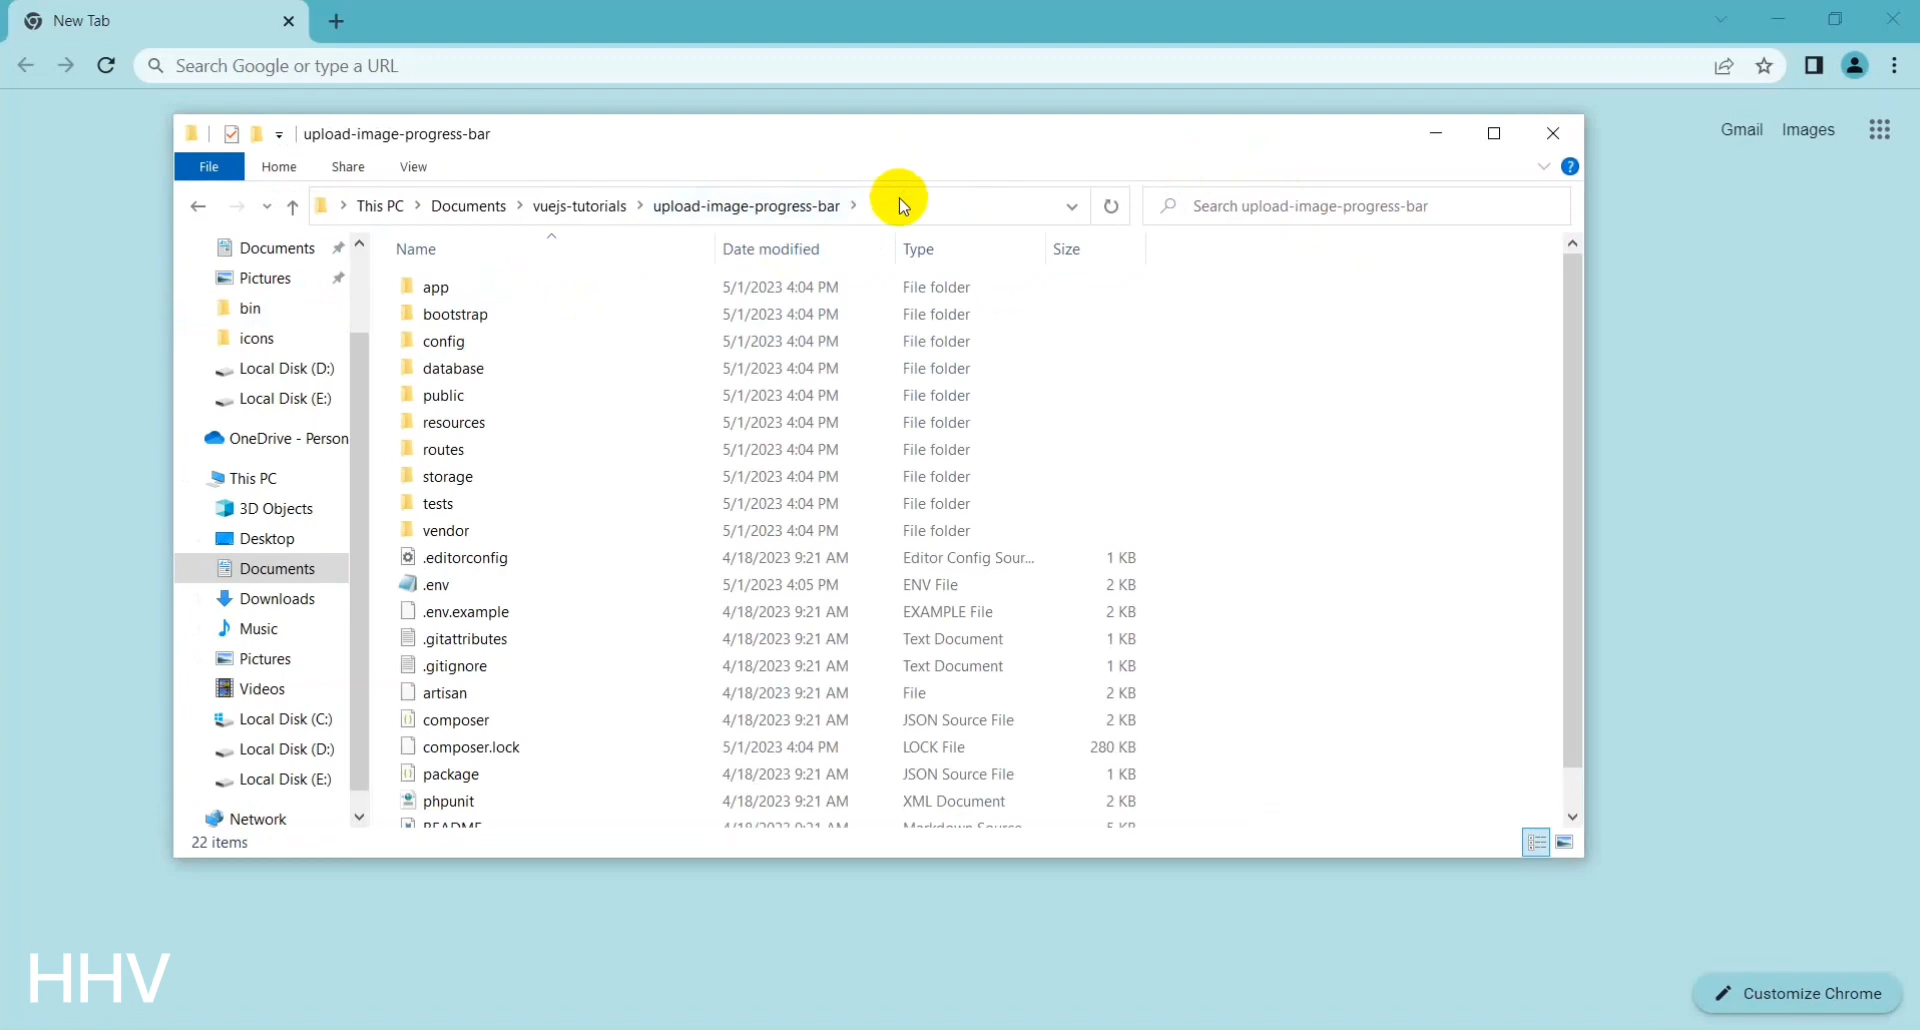 New Tab
Search Google or type a URL
Gmail Images
upload-image-progress-bar
File Home Share View
This PC Documents vuejs-tutorials upload-image-progress-bar
Search upload-image-progress-bar
Documents
Pictures
bin
icons
Local Disk (D:)
Local Disk (E:)
OneDrive - Person
This PC
3D Objects
Desktop
Documents
Downloads
Music
Pictures
Videos
Local Disk (C:)
Local Disk (D:)
Local Disk (E:)
Network
Name Date modified Type Size
app 5/1/2023 4:04 PM File folder
bootstrap 5/1/2023 4:04 PM File folder
config 5/1/2023 4:04 PM File folder
database 5/1/2023 4:04 PM File folder
public 5/1/2023 4:04 PM File folder
resources 5/1/2023 4:04 PM File folder
routes 5/1/2023 4:04 PM File folder
storage 5/1/2023 4:04 PM File folder
tests 5/1/2023 4:04 PM File folder
vendor 5/1/2023 4:04 PM File folder
.editorconfig 4/18/2023 9:21 AM Editor Config Sour... 1 KB
.env 5/1/2023 4:05 PM ENV File 2 KB
.env.example 4/18/2023 9:21 AM EXAMPLE File 2 KB
.gitattributes 4/18/2023 9:21 AM Text Document 1 KB
.gitignore 4/18/2023 9:21 AM Text Document 1 KB
artisan 4/18/2023 9:21 AM File 2 KB
composer 4/18/2023 9:21 AM JSON Source File 2 KB
composer.lock 5/1/2023 4:04 PM LOCK File 280 KB
package 4/18/2023 9:21 AM JSON Source File 1 KB
phpunit 4/18/2023 9:21 AM XML Document 2 KB
README 4/18/2023 9:21 AM Markdown Source 5 KB
22 items
HHV
Customize Chrome